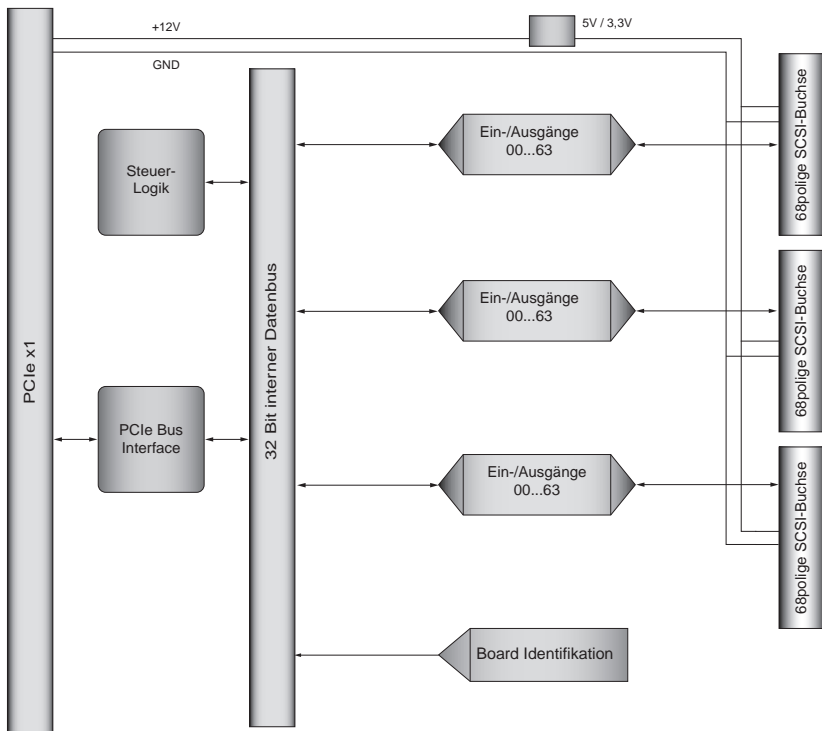 +12V
5V / 3,3V
GND
Ein-/Ausgänge
00...63
68polige SCSI-Buchse
Steuer-
Logik
PCIe x1
32 Bit interner Datenbus
Ein-/Ausgänge
00...63
68polige SCSI-Buchse
PCIe Bus
Interface
Ein-/Ausgänge
00...63
68polige SCSI-Buchse
Board Identifikation